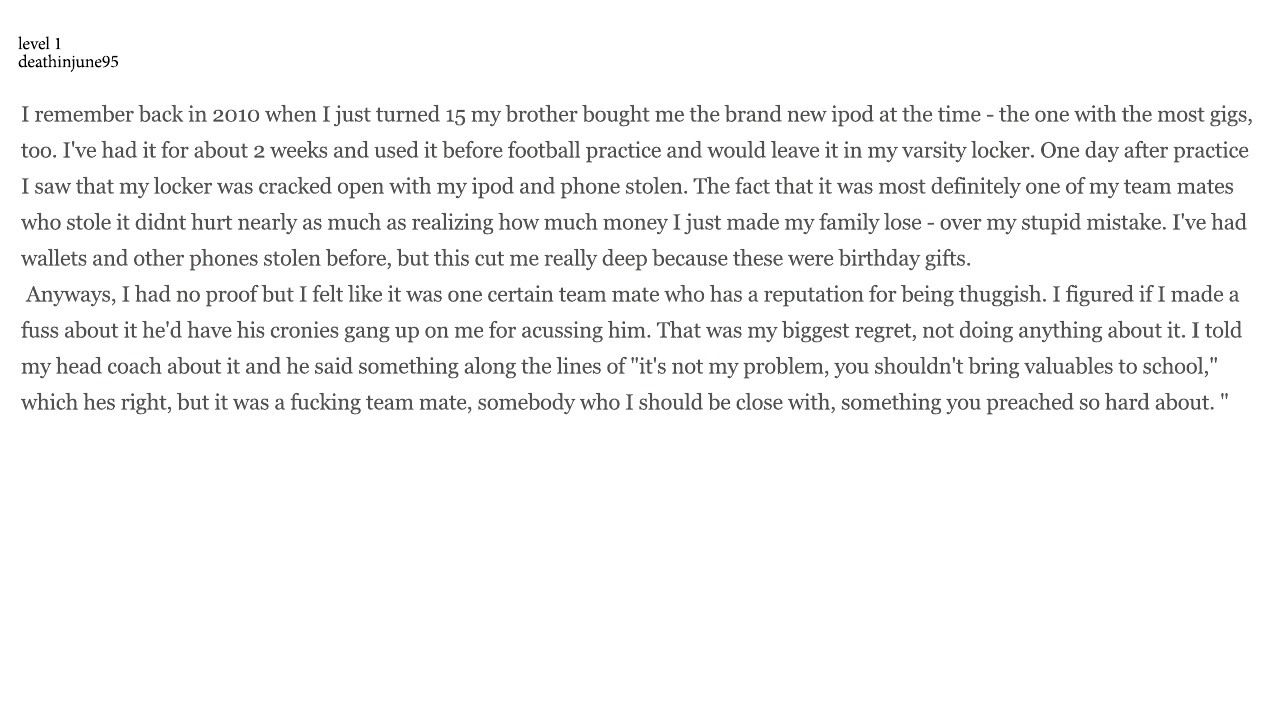 level 1
deathinjune95
I remember back in 2010 when I just turned 15 my brother bought me the brand new ipod at the time - the one with the most gigs,
too. I've had it for about 2 weeks and used it before football practice and would leave it in my varsity locker. One day after practice
I saw that my locker was cracked open with my ipod and phone stolen. The fact that it was most definitely one of my team mates
who stole it didnt hurt nearly as much as realizing how much money I just made my family lose - over my stupid mistake. I've had
wallets and other phones stolen before, but this cut me really deep because these were birthday gifts.
Anyways, I had no proof but I felt like it was one certain team mate who has a reputation for being thuggish. I figured if I made a
fuss about it he'd have his cronies gang up on me for acussing him. That was my biggest regret, not doing anything about it. I told
my head coach about it and he said something along the lines of "it's not my problem, you shouldn't bring valuables to school,"
which hes right, but it was a fucking team mate, somebody who I should be close with, something you preached so hard about. "